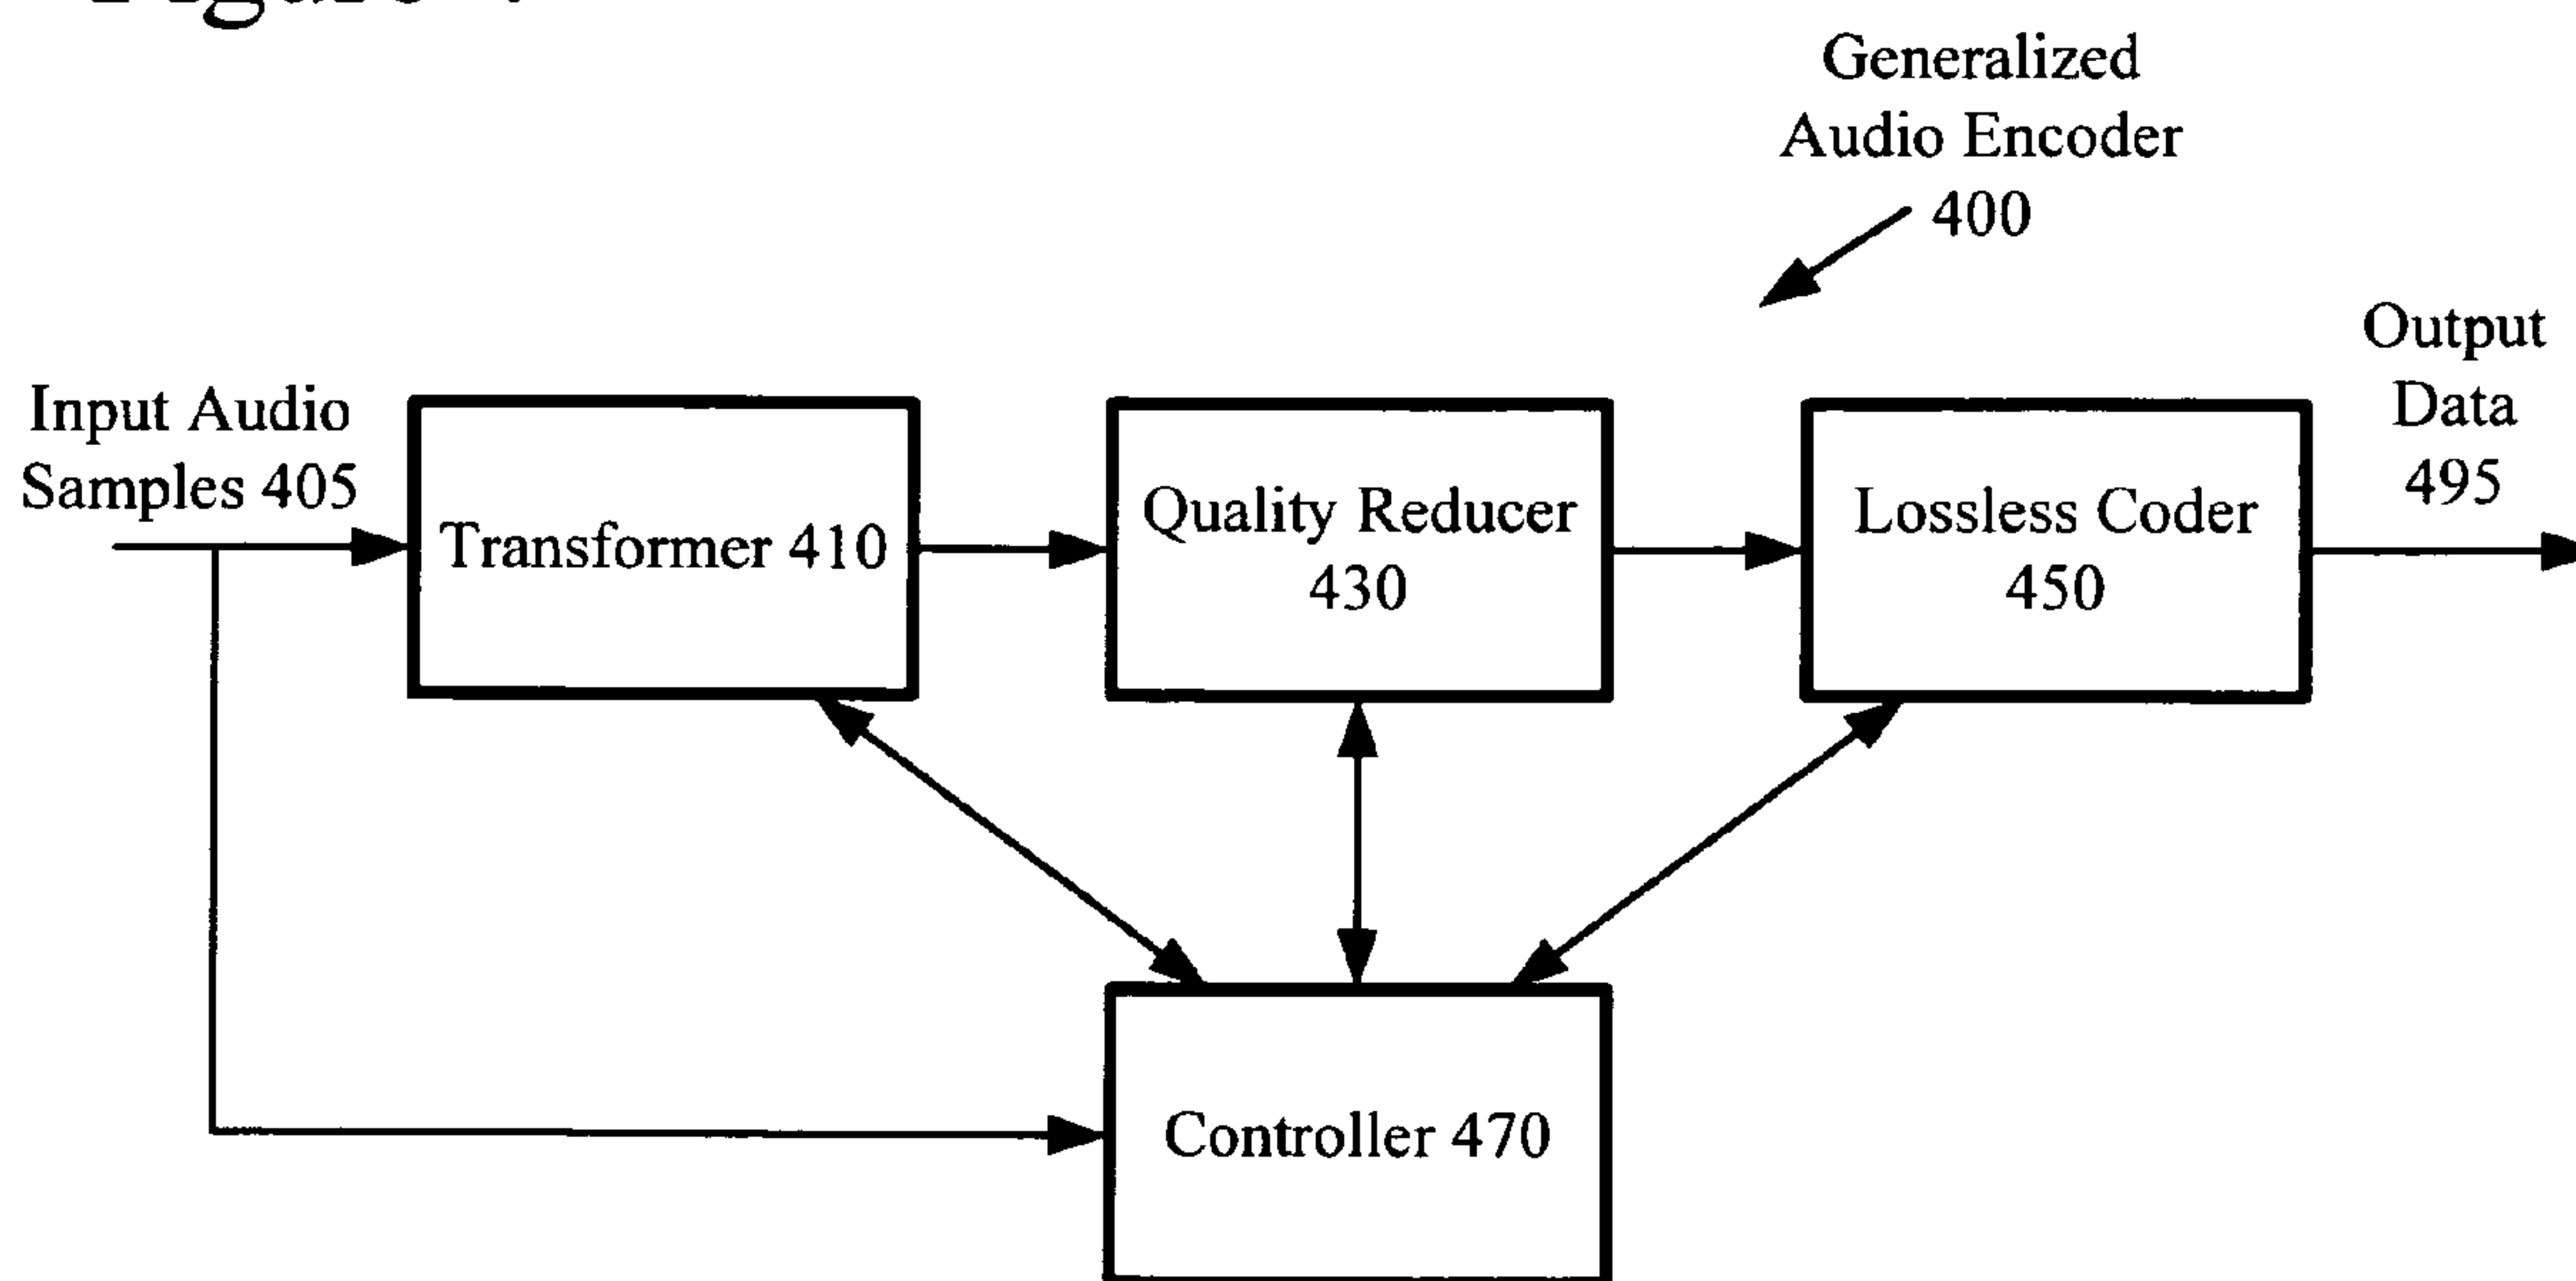 Generalized
Audio Encoder
400
Input Audio
Samples 405
Transformer 410
Quality Reducer
430
Lossless Coder
450
Output
Data
495
Controller 470